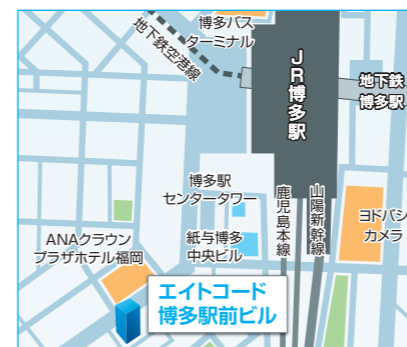 博多バス
ターミナル
地下鉄空港線
JR博多駅
地下鉄
博多駅
博多駅
センタータワー
鹿児島本線
山陽新幹線
ヨドバシ
カメラ
ANAクラウン
プラザホテル福岡
紙与博多
中央ビル
エイトコード
博多駅前ビル